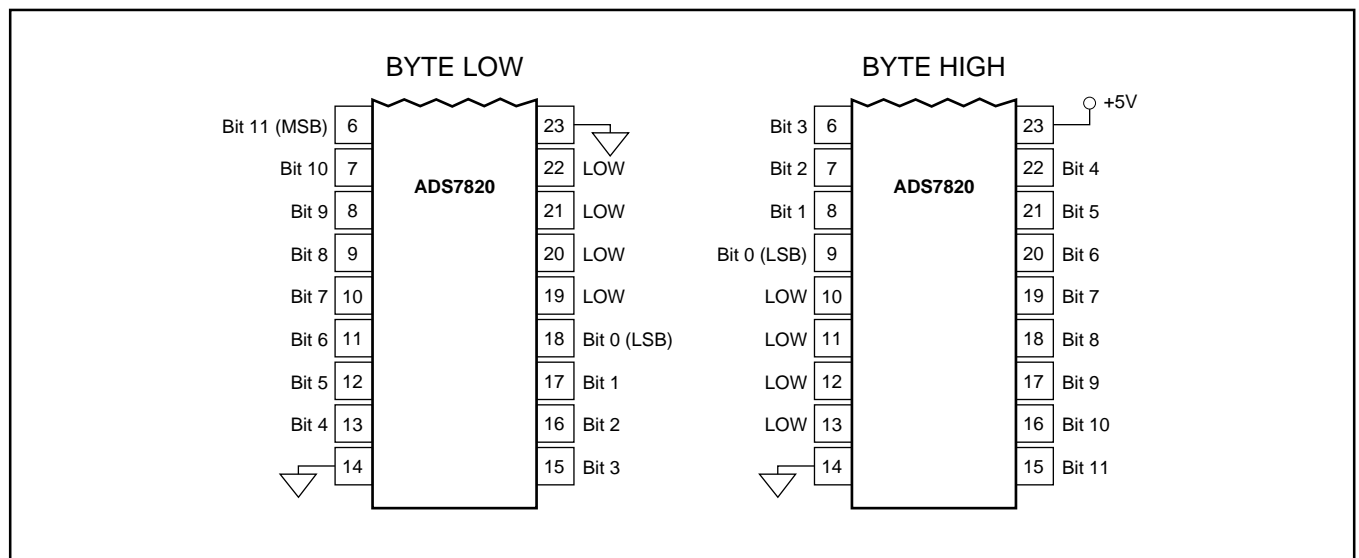 BYTE LOW
Bit 11 (MSB) 6 23
Bit 10 7 22 LOW
ADS7820
Bit 9 8 21 LOW
Bit 8 9 20 LOW
Bit 7 10 19 LOW
Bit 6 11 18 Bit 0 (LSB)
Bit 5 12 17 Bit 1
Bit 4 13 16 Bit 2
14 15 Bit 3
BYTE HIGH
+5V
Bit 3 6 23
Bit 2 7 22 Bit 4
ADS7820
Bit 1 8 21 Bit 5
Bit 0 (LSB) 9 20 Bit 6
LOW 10 19 Bit 7
LOW 11 18 Bit 8
LOW 12 17 Bit 9
LOW 13 16 Bit 10
14 15 Bit 11